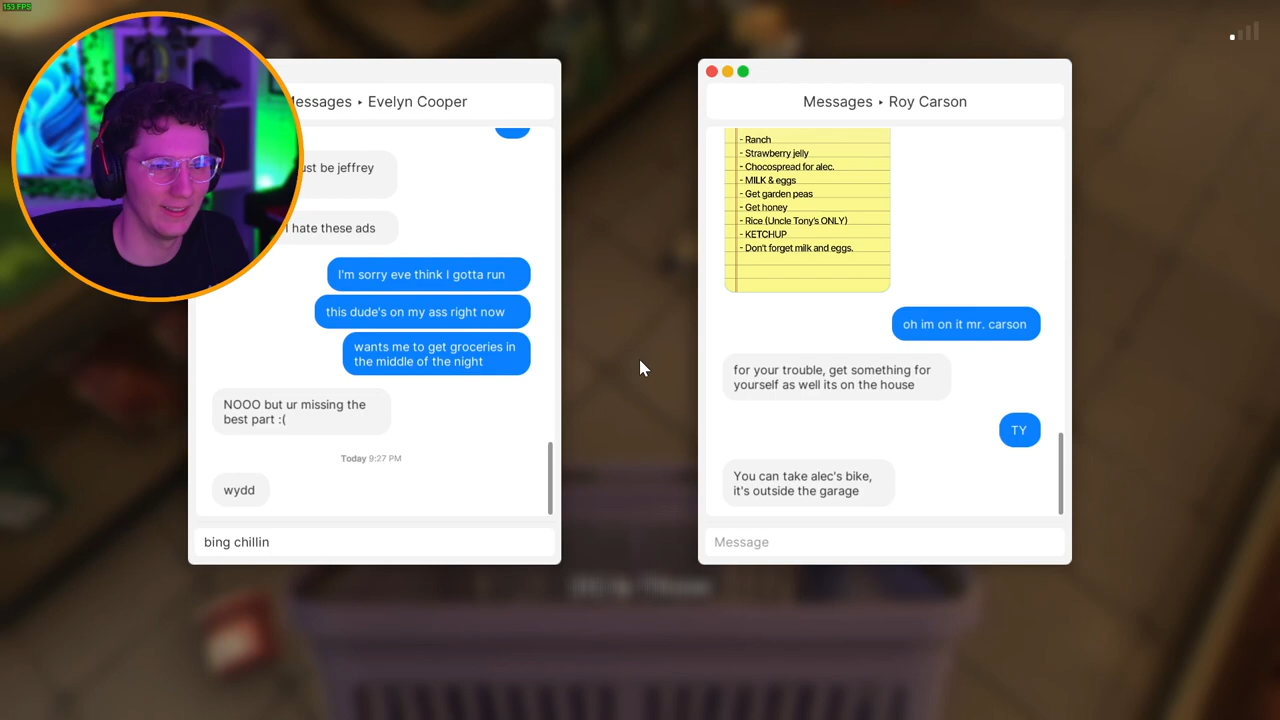 153 FPS
Messages ▸ Evelyn Cooper
ust be jeffrey
I hate these ads
I'm sorry eve think I gotta run
this dude's on my ass right now
wants me to get groceries in
the middle of the night
NOOO but ur missing the
best part :(
Today 9:27 PM
wydd
bing chillin
Messages ▸ Roy Carson
- Ranch
- Strawberry jelly
- Chocospread for alec.
- MILK & eggs
- Get garden peas
- Get honey
- Rice (Uncle Tony's ONLY)
- KETCHUP
- Don't forget milk and eggs.
oh im on it mr. carson
for your trouble, get something for
yourself as well its on the house
TY
You can take alec's bike,
it's outside the garage
Message